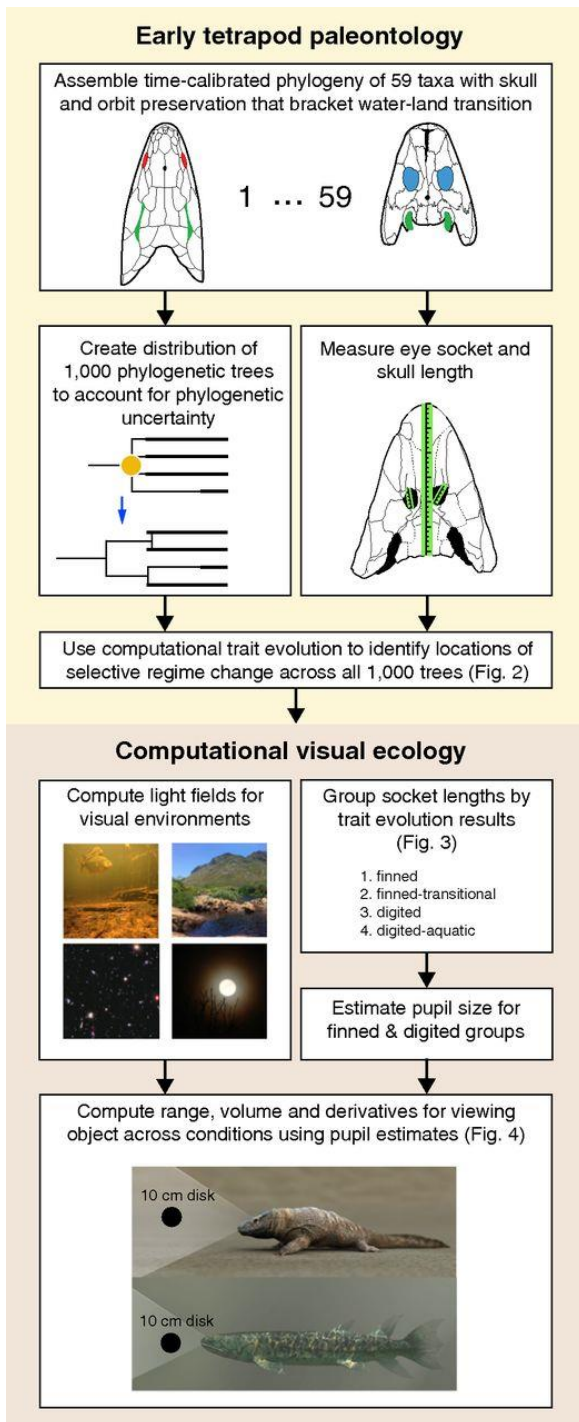 Early tetrapod paleontology
Assemble time-calibrated phylogeny of 59 taxa with skull
and orbit preservation that bracket water-land transition
1 ... 59
Create distribution of
1,000 phylogenetic trees
to account for phylogenetic
uncertainty
Measure eye socket and
skull length
Use computational trait evolution to identify locations of
selective regime change across all 1,000 trees (Fig. 2)
Computational visual ecology
Compute light fields for
visual environments
Group socket lengths by
trait evolution results
(Fig. 3)
1. finned
2. finned-transitional
3. digited
4. digited-aquatic
Estimate pupil size for
finned & digited groups
Compute range, volume and derivatives for viewing
object across conditions using pupil estimates (Fig. 4)
10 cm disk
10 cm disk